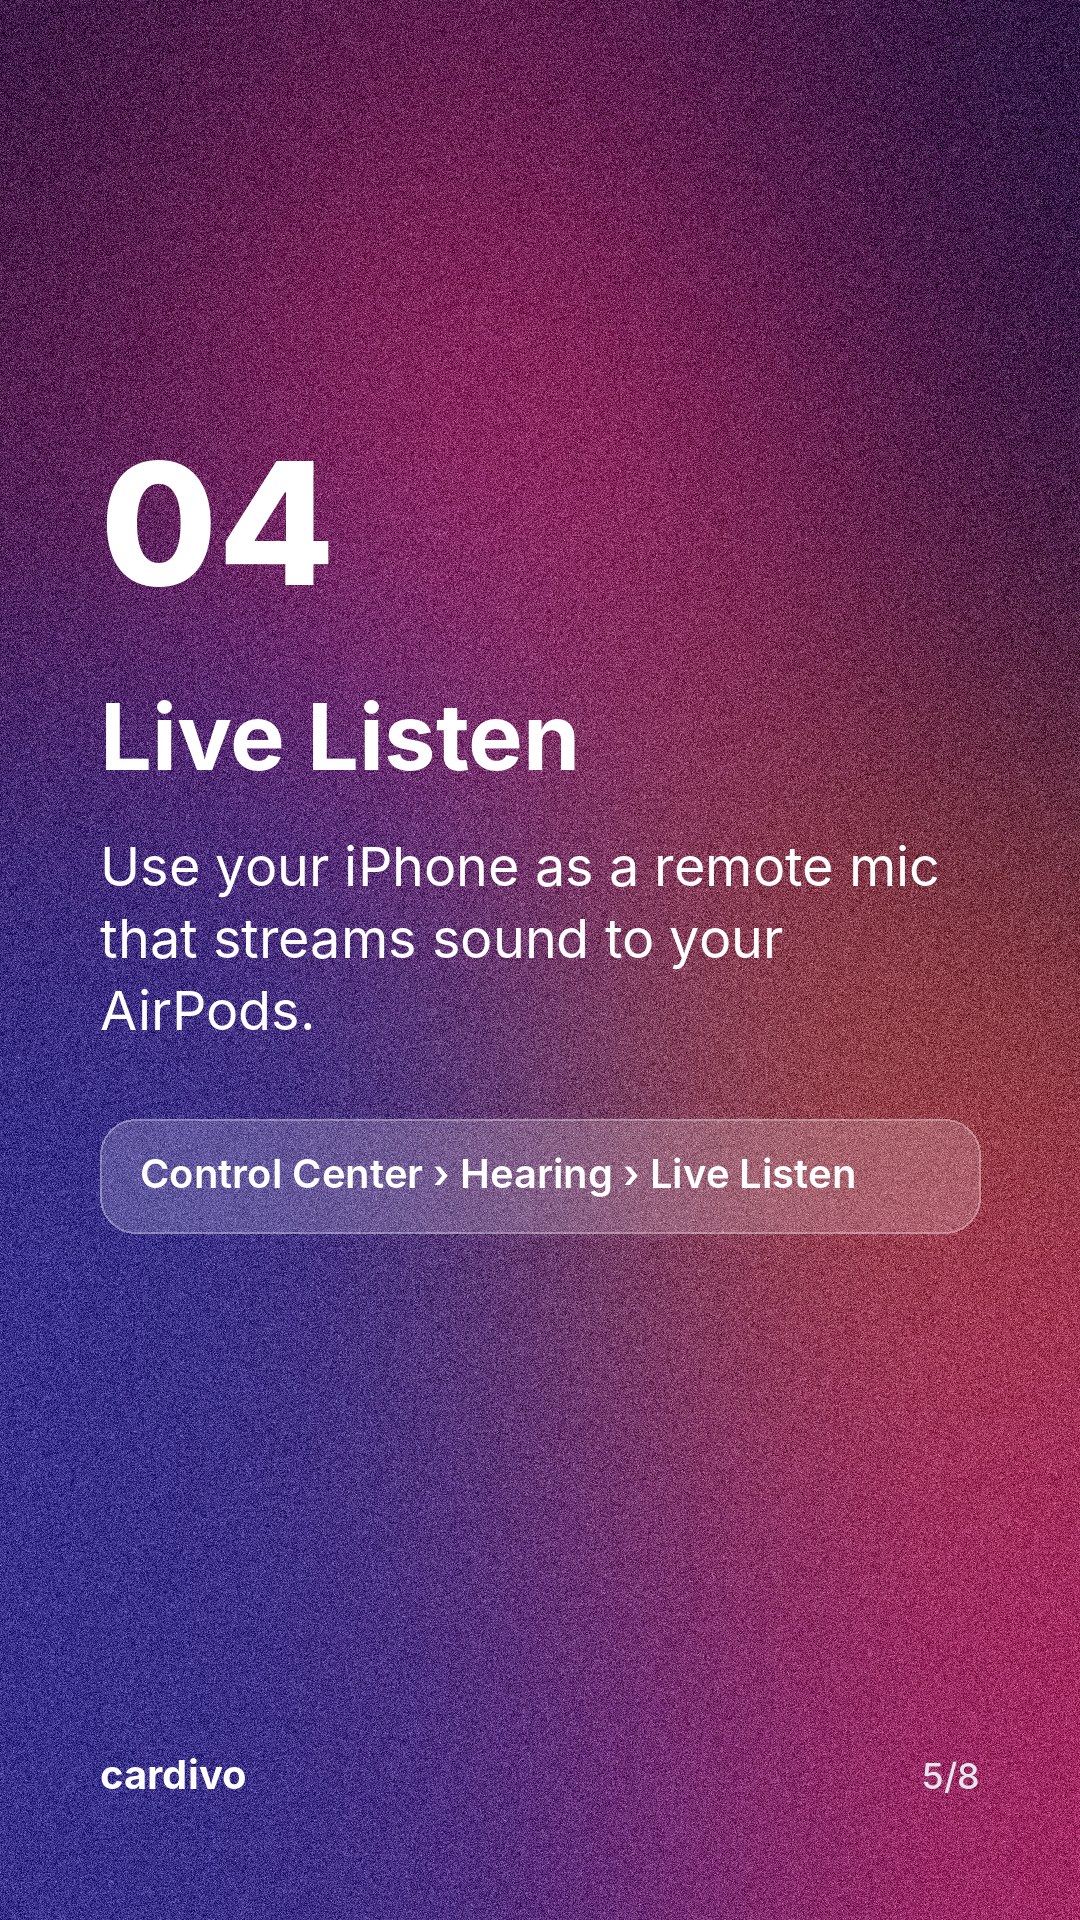 04
Live Listen
Use your iPhone as a remote mic
that streams sound to your
AirPods.
Control Center › Hearing › Live Listen
cardivo
5/8